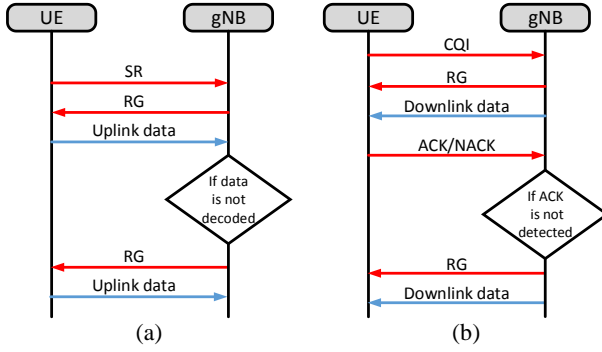 UE
gNB
SR
RG
Uplink data
If data
is not
decoded
RG
Uplink data
(a)
UE
gNB
CQI
RG
Downlink data
ACK/NACK
If ACK
is not
detected
RG
Downlink data
(b)